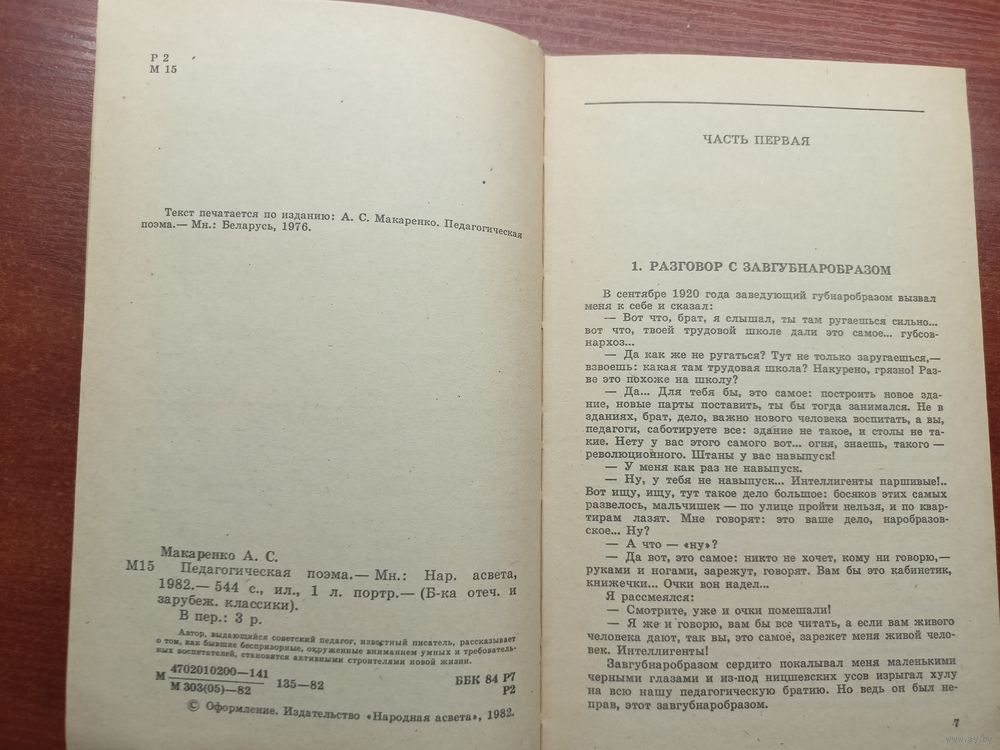 Р 2
М 15
Текст печатается по изданию: А. С. Макаренко. Педагогическая
поэма.— Мн.: Беларусь, 1976.
Макаренко А. С.
М15 Педагогическая поэма.— Мн.: Нар. асвета,
1982.— 544 с., ил., 1 л. портр.— (Б-ка отеч. и
зарубеж. классики).
В пер.: 3 р.
Автор, выдающийся советский педагог, известный писатель, рассказывает
о том, как бывшие беспризорные, окруженные вниманием умных и требователь-
ных воспитателей, становятся активными строителями новой жизни.
М 4702010200—141
М 303(05)—82
135—82
ББК 84 Р7
Р2
© Оформление. Издательство «Народная асвета», 1982.
ЧАСТЬ ПЕРВАЯ
1. РАЗГОВОР С ЗАВГУБНАРОБРАЗОМ
В сентябре 1920 года заведующий губнаробразом вызвал
меня к себе и сказал:
— Вот что, брат, я слышал, ты там ругаешься сильно...
вот что, твоей трудовой школе дали это самое... губсов-
нархоз...
— Да как же не ругаться? Тут не только заругаешься,—
взвоешь: какая там трудовая школа? Накурено, грязно! Раз-
ве это похоже на школу?
— Да... Для тебя бы, это самое: построить новое зда-
ние, новые парты поставить, ты бы тогда занимался. Не в
зданиях, брат, дело, важно нового человека воспитать, а вы,
педагоги, саботируете все: здание не такое, и столы не та-
кие. Нету у вас этого самого вот... огня, знаешь, такого —
революционного. Штаны у вас навыпуск!
— У меня как раз не навыпуск.
— Ну, у тебя не навыпуск... Интеллигенты паршивые!..
Вот ищу, ищу, тут такое дело большое: босяков этих самых
развелось, мальчишек — по улице пройти нельзя, и по квар-
тирам лазят. Мне говорят: это ваше дело, наробразов-
ское... Ну?
— А что — «ну»?
— Да вот, это самое: никто не хочет, кому ни говорю,—
руками и ногами, зарежут, говорят. Вам бы это кабинетик,
книжечки... Очки вон надел...
Я рассмеялся:
— Смотрите, уже и очки помешали!
— Я же и говорю, вам бы все читать, а если вам живого
человека дают, так вы, это самое, зарежет меня живой чело-
век. Интеллигенты!
Завгубнаробразом сердито покалывал меня маленькими
черными глазами и из-под ницшевских усов изрыгал хулу
на всю нашу педагогическую братию. Но ведь он был не-
прав, этот завгубнаробразом.
7
www.ay.by